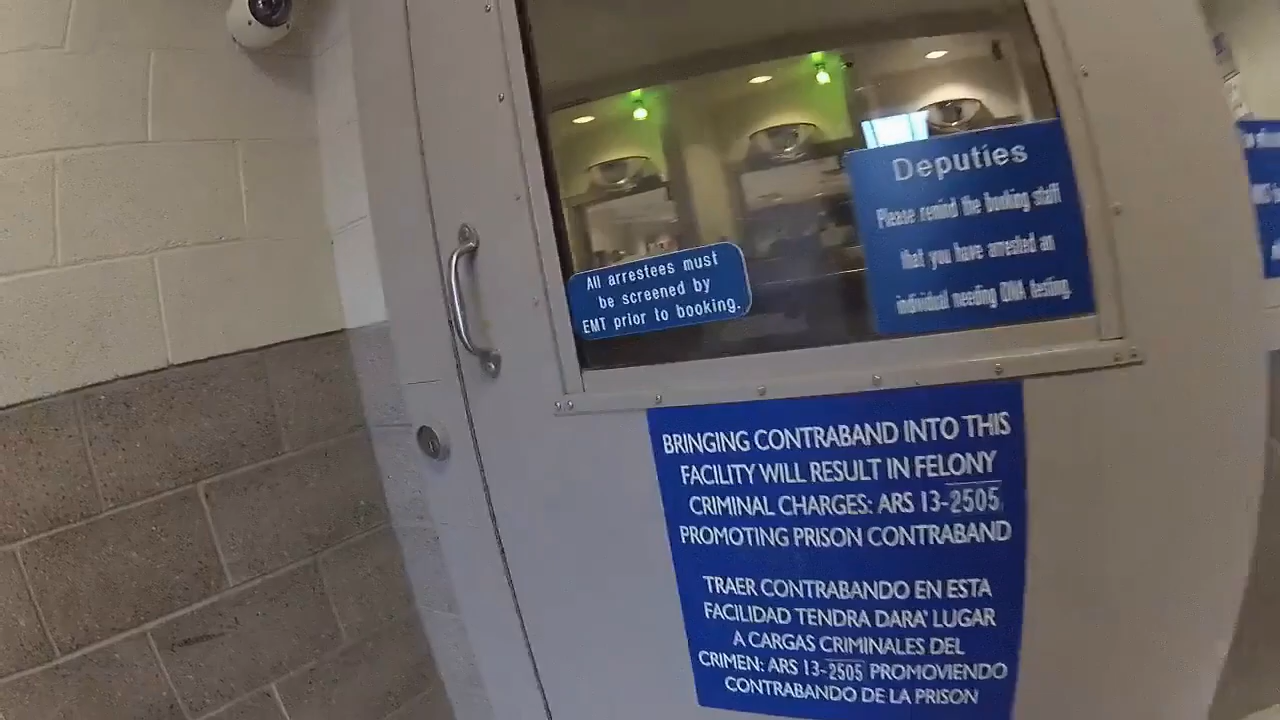 All arrestees must
be screened by
EMT prior to booking.
Deputies
Please remind the booking staff
that you have arrested an
individual needing DNA testing.
BRINGING CONTRABAND INTO THIS
FACILITY WILL RESULT IN FELONY
CRIMINAL CHARGES: ARS 13-2505
PROMOTING PRISON CONTRABAND
TRAER CONTRABANDO EN ESTA
FACILIDAD TENDRA DARA' LUGAR
A CARGAS CRIMINALES DEL
CRIMEN: ARS 13-2505 PROMOVIENDO
CONTRABANDO DE LA PRISON